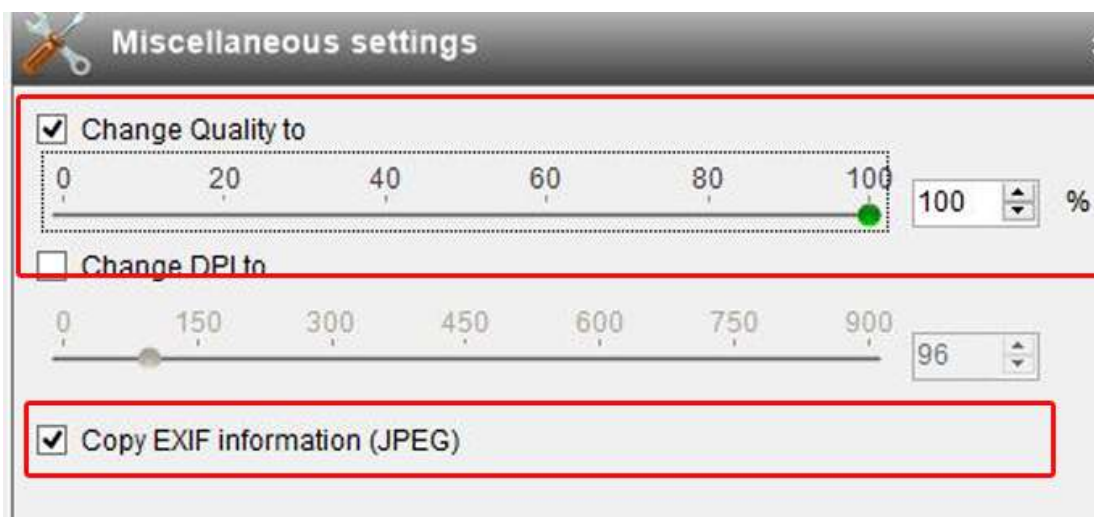 Miscellaneous settings
Change Quality to
0 20 40 60 80 100
100 %
Change DPI to
0 150 300 450 600 750 900
96
Copy EXIF information (JPEG)